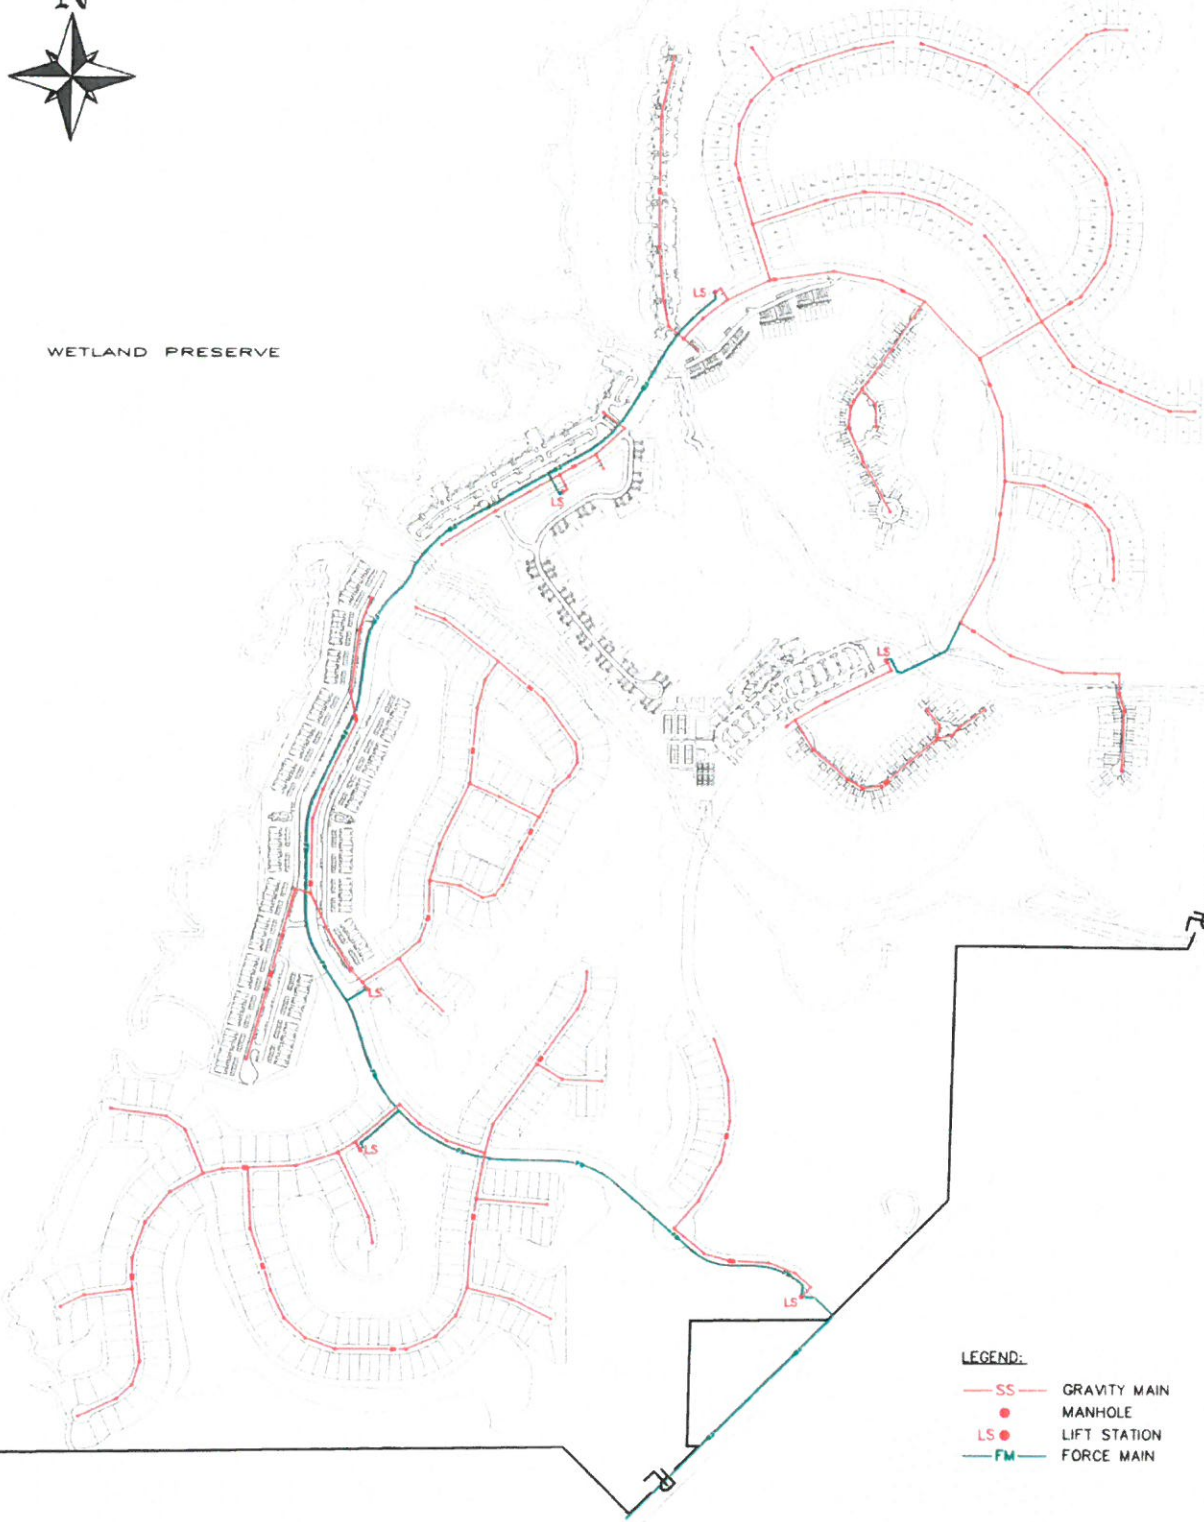 N
WETLAND PRESERVE
LS
LS
LS
LS
LS
LS
LEGEND:
SS GRAVITY MAIN
MANHOLE
LS LIFT STATION
FM FORCE MAIN